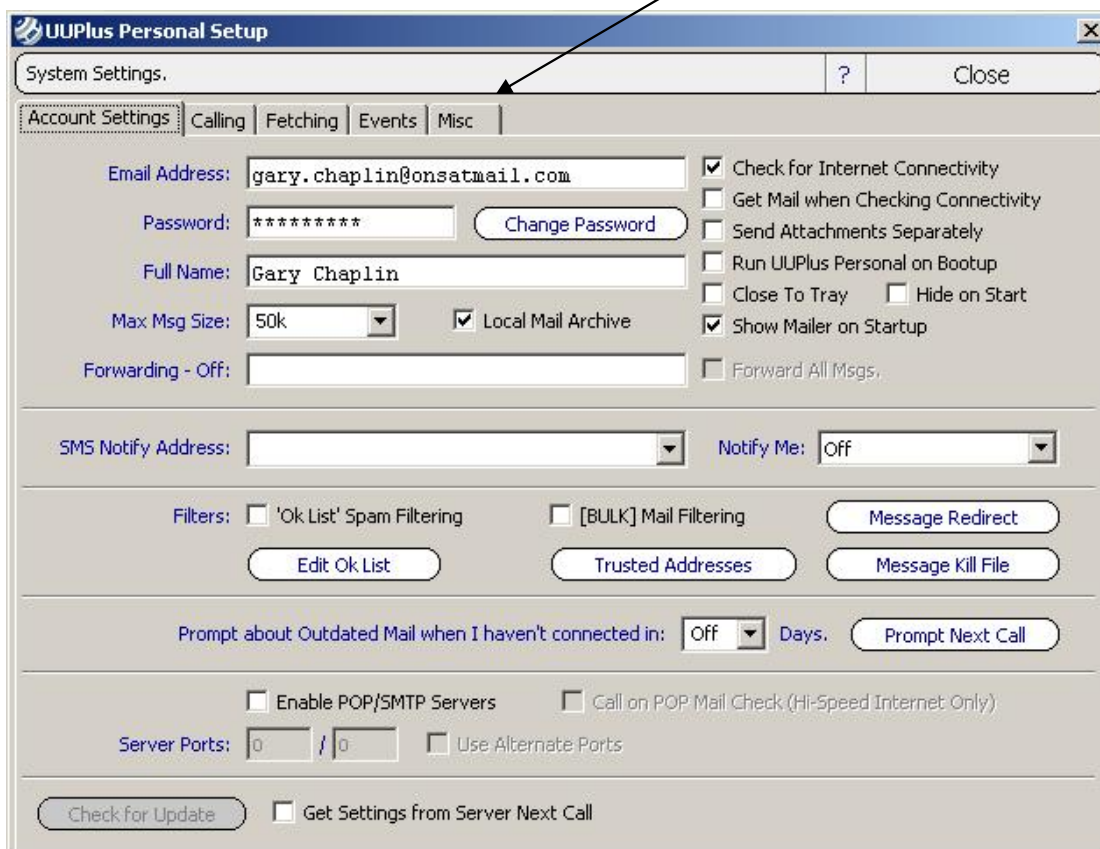 UUPlus Personal Setup
System Settings. ? Close
Account Settings Calling Fetching Events Misc
Email Address: gary.chaplin@onsatmail.com
Check for Internet Connectivity
Get Mail when Checking Connectivity
Password: ********* Change Password
Send Attachments Separately
Full Name: Gary Chaplin
Run UUPlus Personal on Bootup
Close To Tray Hide on Start
Max Msg Size: 50k Local Mail Archive
Show Mailer on Startup
Forwarding - Off: Forward All Msgs.
SMS Notify Address: Notify Me: Off
Filters: 'Ok List' Spam Filtering [BULK] Mail Filtering Message Redirect
Edit Ok List Trusted Addresses Message Kill File
Prompt about Outdated Mail when I haven't connected in: Off Days. Prompt Next Call
Enable POP/SMTP Servers Call on POP Mail Check (Hi-Speed Internet Only)
Server Ports: 0 / 0 Use Alternate Ports
Check for Update Get Settings from Server Next Call